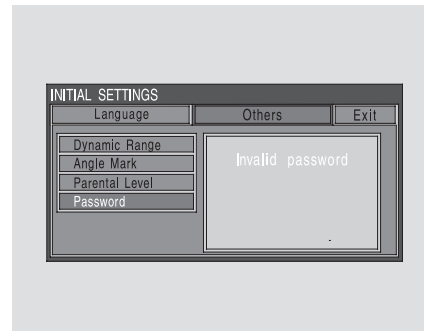 INITIAL SETTINGS
Language Others Exit
Dynamic Range
Angle Mark
Parental Level
Password
Invalid password